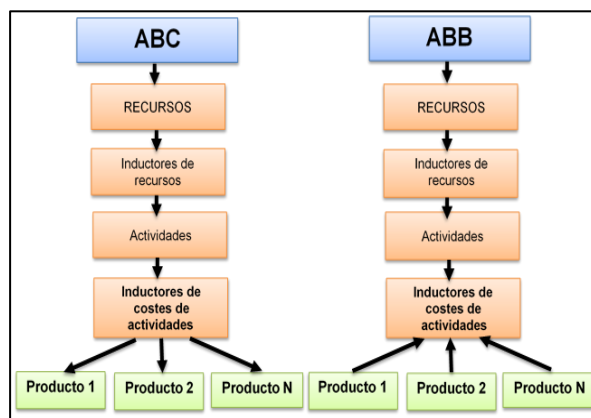 ABC
RECURSOS
Inductores de
recursos
Actividades
Inductores de
costes de
actividades
Producto 1
Producto 2
Producto N
ABB
RECURSOS
Inductores de
recursos
Actividades
Inductores de
costes de
actividades
Producto 1
Producto 2
Producto N